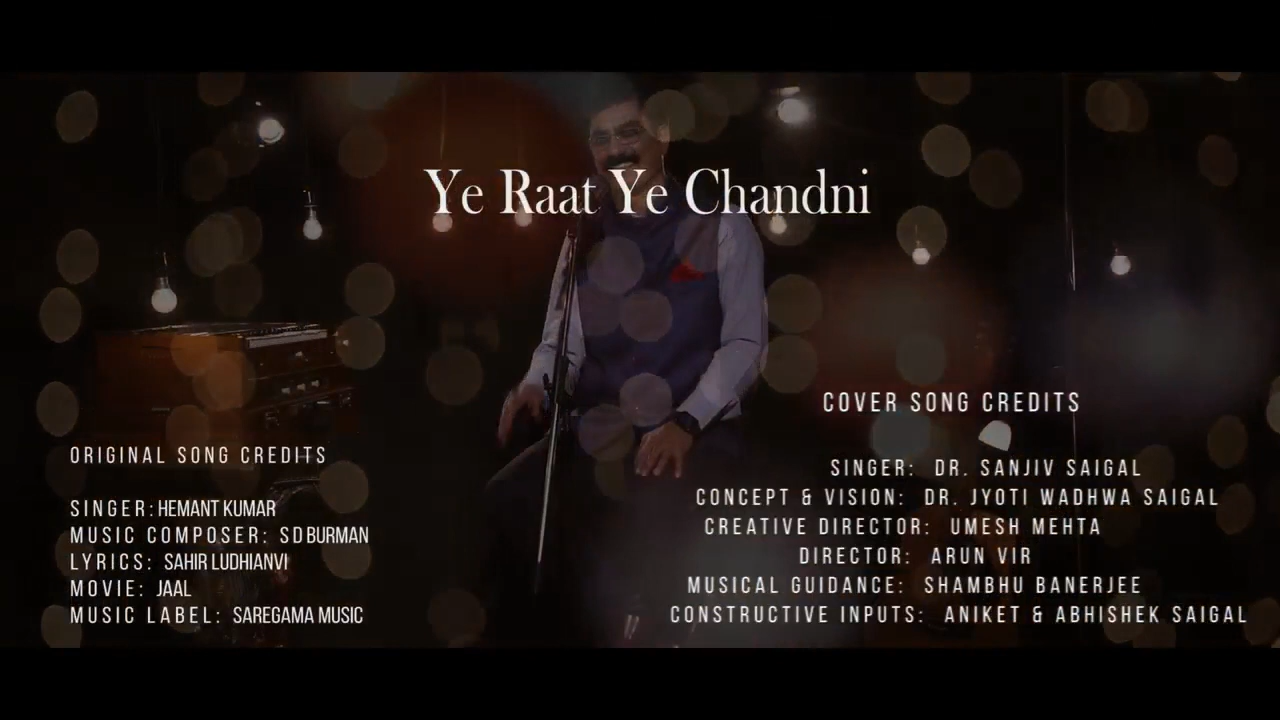 Ye Raat Ye Chandni
ORIGINAL SONG CREDITS
SINGER: HEMANT KUMAR
MUSIC COMPOSER: S D BURMAN
LYRICS: SAHIR LUDHIANVI
MOVIE: JAAL
MUSIC LABEL: SAREGAMA MUSIC
COVER SONG CREDITS
SINGER: DR. SANJIV SAIGAL
CONCEPT & VISION: DR. JYOTI WADHWA SAIGAL
CREATIVE DIRECTOR: UMESH MEHTA
DIRECTOR: ARUN VIR
MUSICAL GUIDANCE: SHAMBHU BANERJEE
CONSTRUCTIVE INPUTS: ANIKET & ABHISHEK SAIGAL